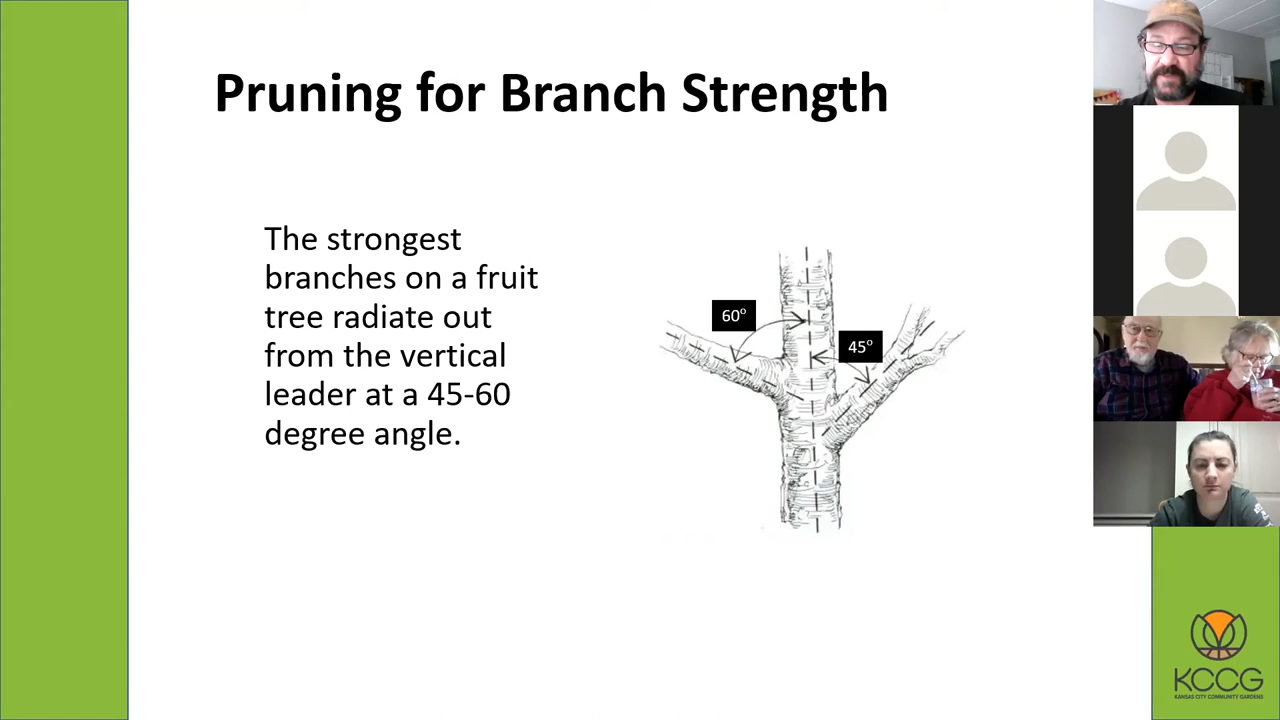 Pruning for Branch Strength
The strongest
branches on a fruit
tree radiate out
from the vertical
leader at a 45-60
degree angle.
60°
45°
KCCG
KANSAS CITY COMMUNITY GARDENS